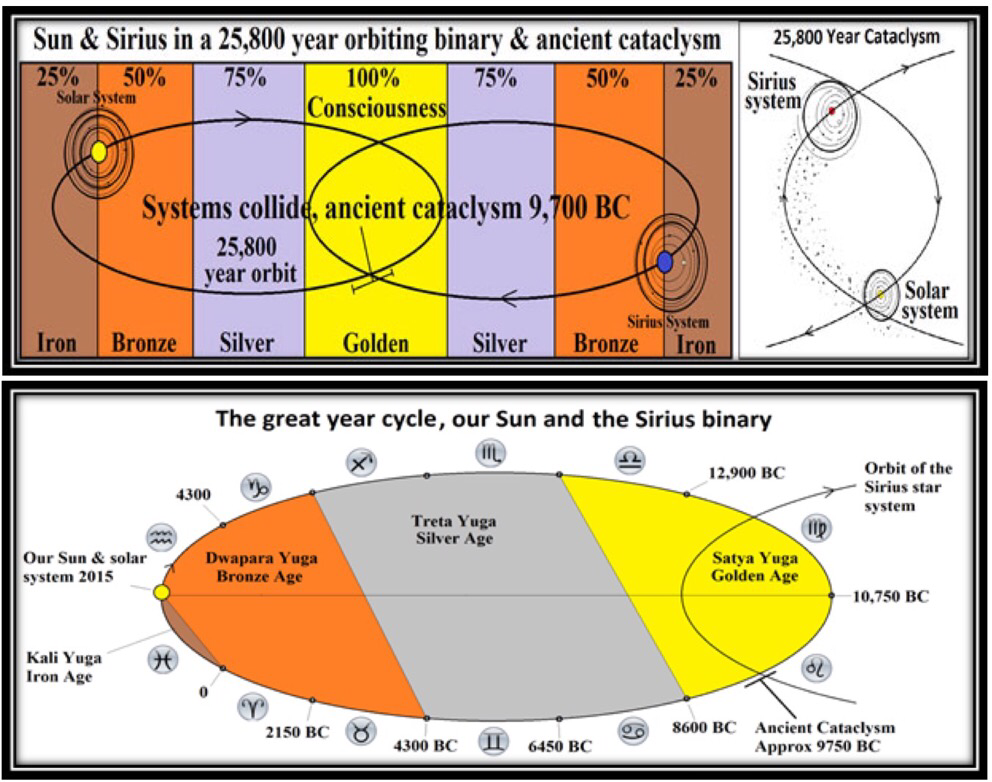 Sun & Sirius in a 25,800 year orbiting binary & ancient cataclysm
25% 50% 75% 100% 75% 50% 25%
Solar System
Consciousness
Systems collide, ancient cataclysm 9,700 BC
25,800
year orbit
Sirius System
Iron Bronze Silver Golden Silver Bronze Iron
25,800 Year Cataclysm
Sirius
system
Solar
system
The great year cycle, our Sun and the Sirius binary
♏
♐ ♎
12,900 BC
Orbit of the
Sirius star
system
♑
4300
Treta Yuga
Silver Age
♍
♒
Our Sun & solar
system 2015
Dwapara Yuga
Bronze Age
Satya Yuga
Golden Age
10,750 BC
Kali Yuga
Iron Age
♓
♌
0
♈
2150 BC
♉
4300 BC
♊
6450 BC
♋
8600 BC
Ancient Cataclysm
Approx 9750 BC